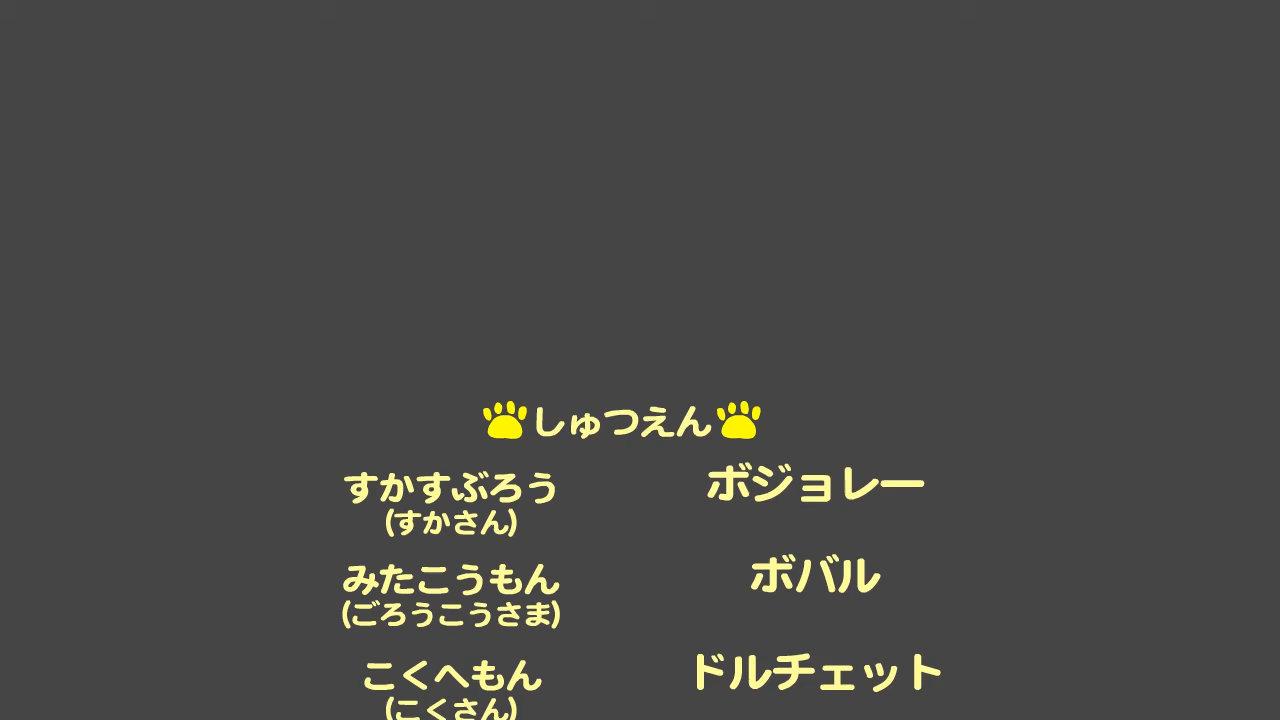 しゅつえん
すかすぶろう ボジョレー
(すかさん)
みたこうもん ボバル
(ごろうこうさま)
こくへもん ドルチェット
(こくさん)